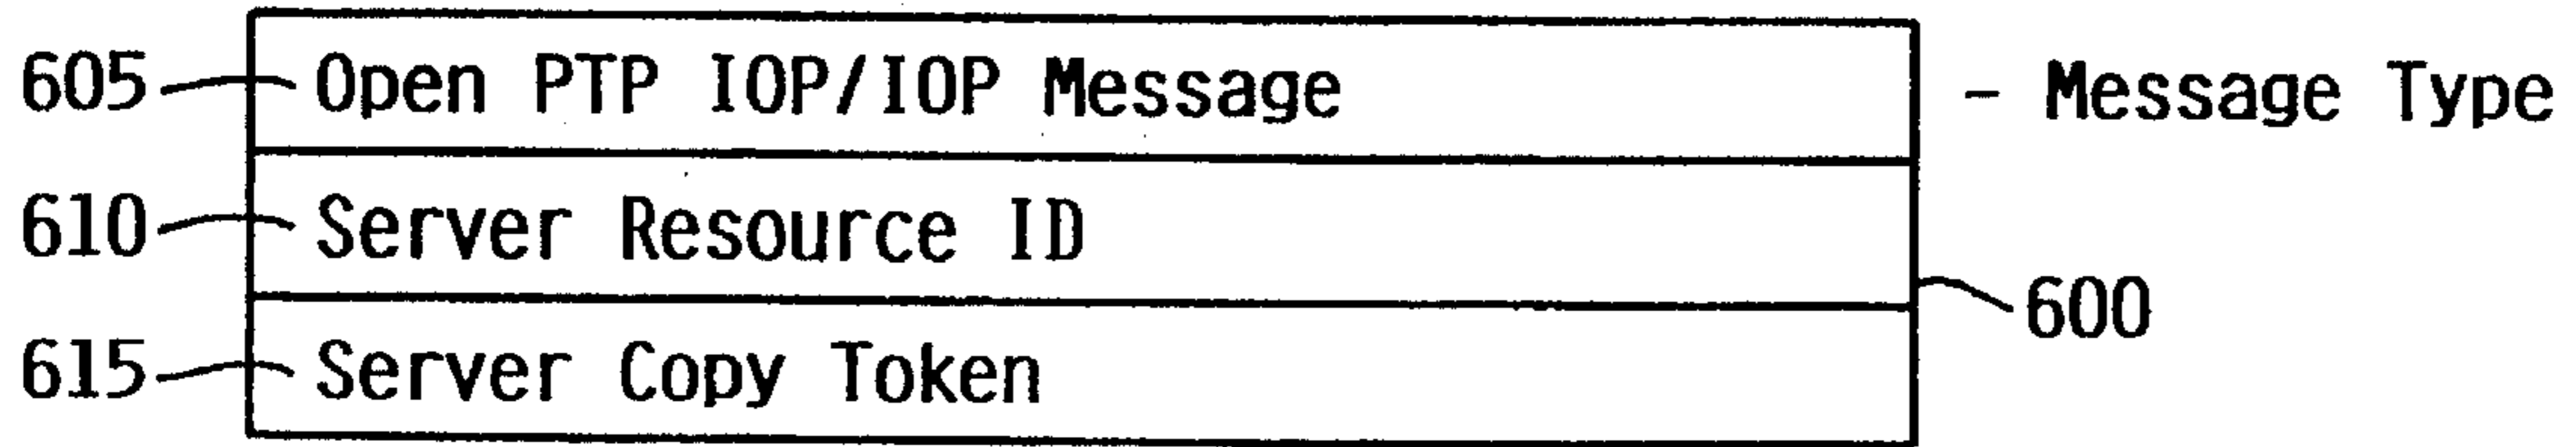 605 Open PTP IOP/IOP Message - Message Type
610 Server Resource ID
600
615 Server Copy Token